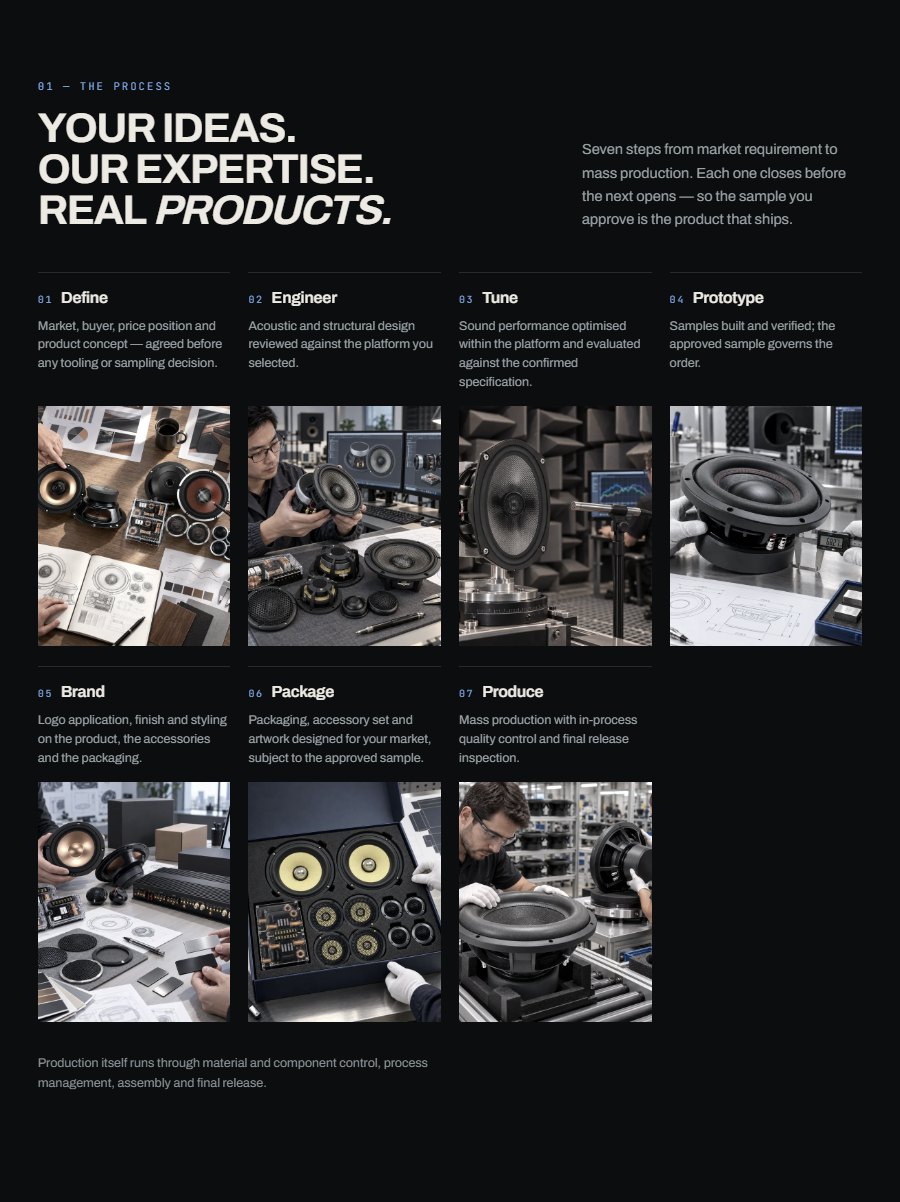 01 — THE PROCESS
YOUR IDEAS.
OUR EXPERTISE.
REAL PRODUCTS.
Seven steps from market requirement to
mass production. Each one closes before
the next opens — so the sample you
approve is the product that ships.
01 Define
Market, buyer, price position and
product concept — agreed before
any tooling or sampling decision.
02 Engineer
Acoustic and structural design
reviewed against the platform you
selected.
03 Tune
Sound performance optimised
within the platform and evaluated
against the confirmed
specification.
04 Prototype
Samples built and verified; the
approved sample governs the
order.
05 Brand
Logo application, finish and styling
on the product, the accessories
and the packaging.
06 Package
Packaging, accessory set and
artwork designed for your market,
subject to the approved sample.
07 Produce
Mass production with in-process
quality control and final release
inspection.
Production itself runs through material and component control, process
management, assembly and final release.